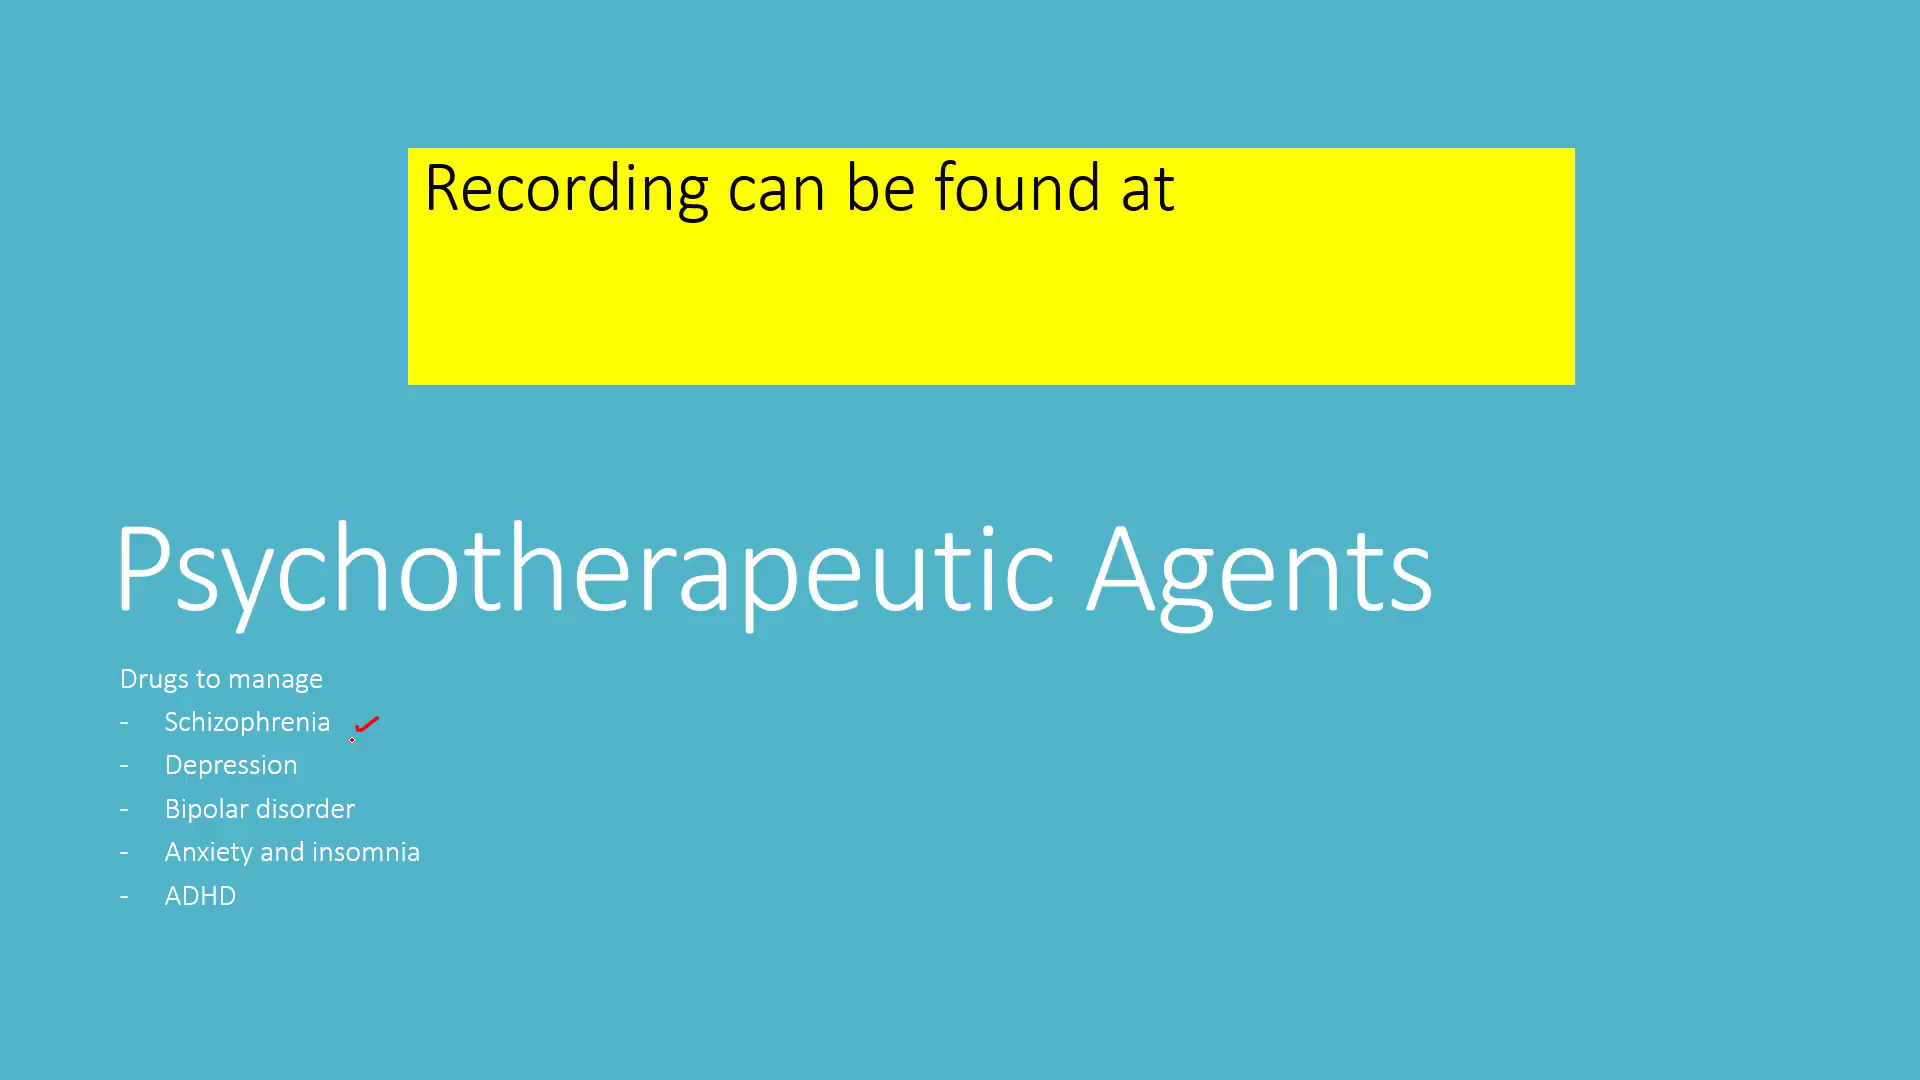 Recording can be found at
Psychotherapeutic Agents
Drugs to manage
- Schizophrenia
- Depression
- Bipolar disorder
- Anxiety and insomnia
- ADHD